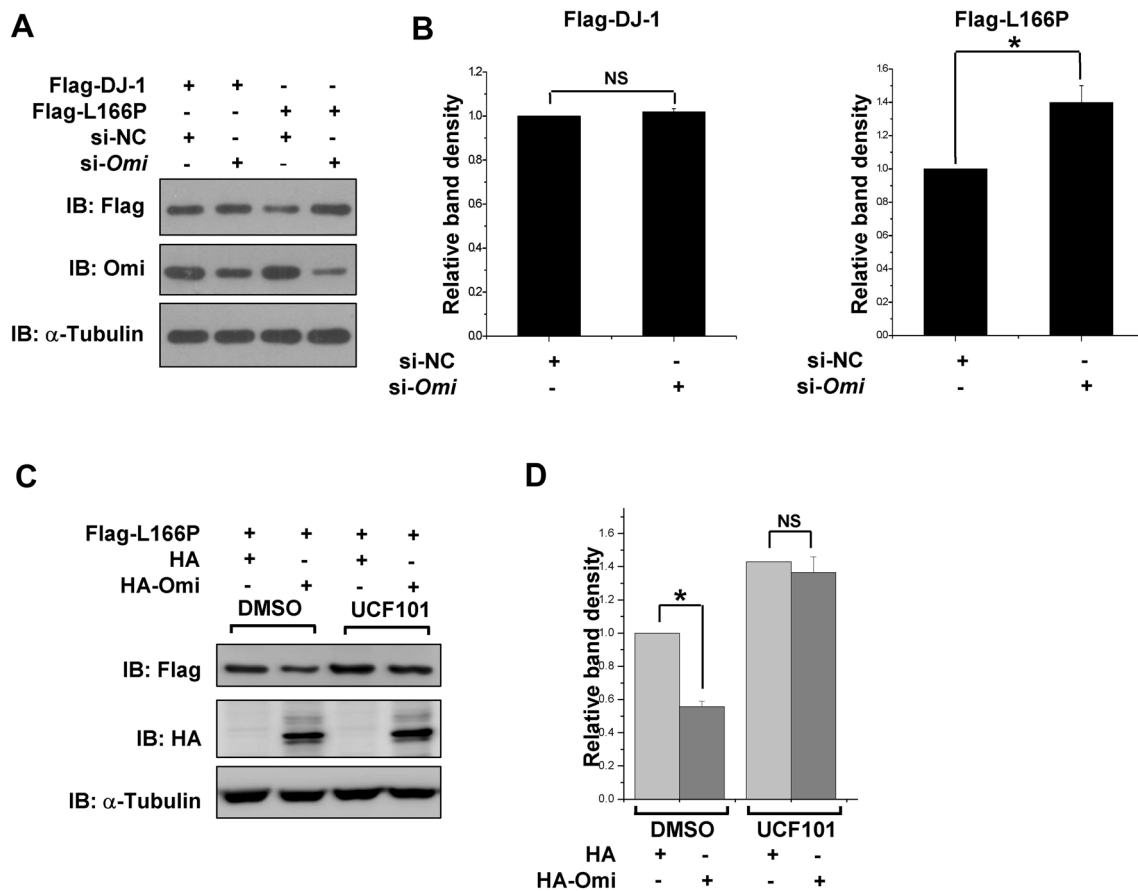 A
Flag-DJ-1 + + - -
Flag-L166P - - + +
si-NC + - + -
si-Omi - + - +
IB: Flag
IB: Omi
IB: α-Tubulin
B
Flag-DJ-1
Relative band density
1.2
1.0
0.8
0.6
0.4
0.2
0.0
NS
si-NC + -
si-Omi - +
Flag-L166P
Relative band density
1.6
1.4
1.2
1.0
0.8
0.6
0.4
0.2
0.0
*
si-NC + -
si-Omi - +
C
Flag-L166P + + + +
HA + - + -
HA-Omi - + - +
DMSO UCF101
IB: Flag
IB: HA
IB: α-Tubulin
D
Relative band density
1.6
1.4
1.2
1.0
0.8
0.6
0.4
0.2
0.0
* NS
DMSO UCF101
HA + - + -
HA-Omi - + - +